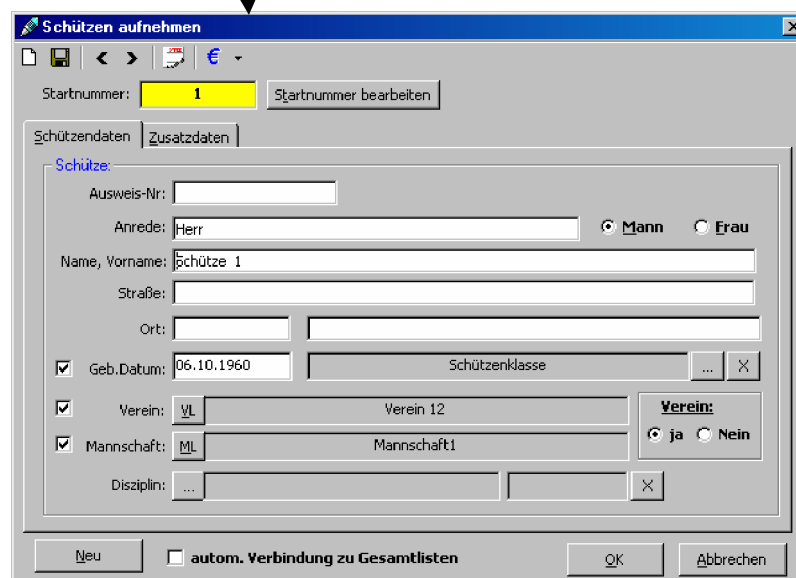 Schützen aufnehmen
€
Startnummer: 1 Startnummer bearbeiten
Schützendaten Zusatzdaten
Schütze:
Ausweis-Nr:
Anrede: Herr Mann Frau
Name, Vorname: Schütze 1
Straße:
Ort:
Geb.Datum: 06.10.1960 Schützenklasse ... X
Verein: VL Verein 12 Verein:
ja Nein
Mannschaft: ML Mannschaft1
Disziplin: ... X
Neu autom. Verbindung zu Gesamtlisten OK Abbrechen